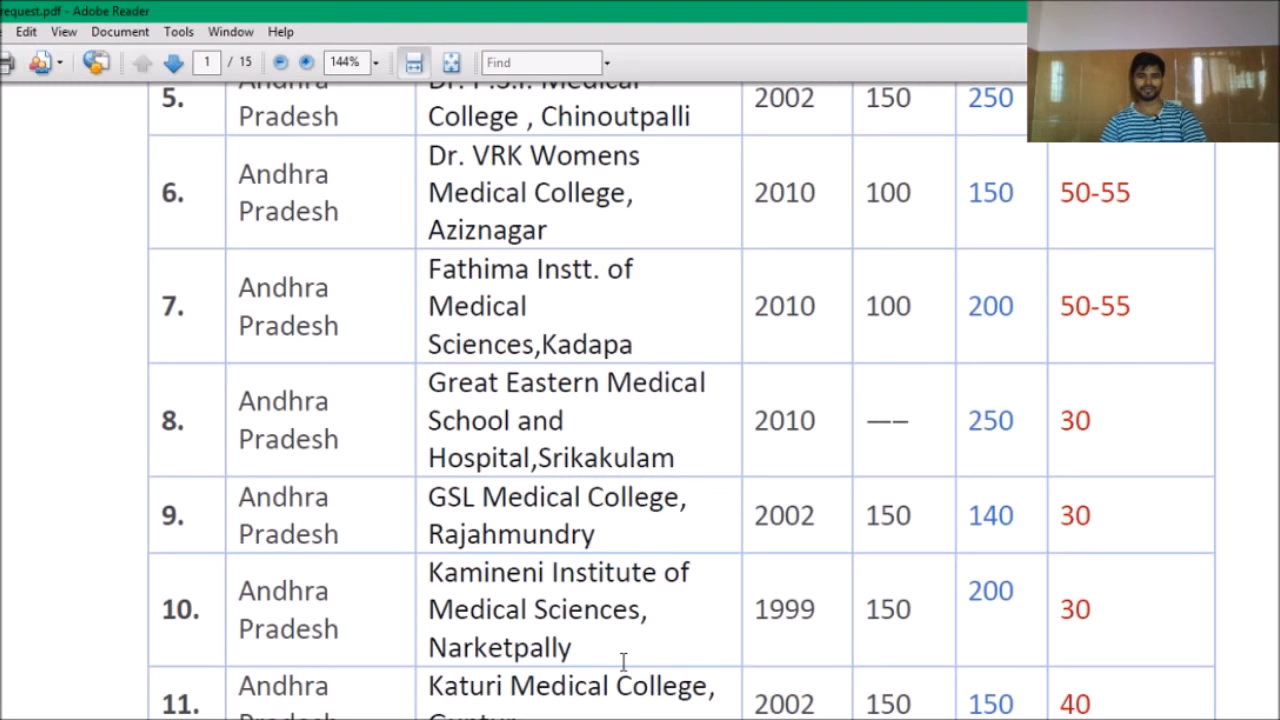 request.pdf - Adobe Reader
Edit View Document Tools Window Help
1 / 15 144% Find
5. Andhra Pradesh College , Chinoutpalli 2002 150 250
6. Andhra Pradesh Dr. VRK Womens Medical College, Aziznagar 2010 100 150 50-55
7. Andhra Pradesh Fathima Instt. of Medical Sciences,Kadapa 2010 100 200 50-55
8. Andhra Pradesh Great Eastern Medical School and Hospital,Srikakulam 2010 —– 250 30
9. Andhra Pradesh GSL Medical College, Rajahmundry 2002 150 140 30
10. Andhra Pradesh Kamineni Institute of Medical Sciences, Narketpally 1999 150 200 30
11. Andhra Katuri Medical College, 2002 150 150 40